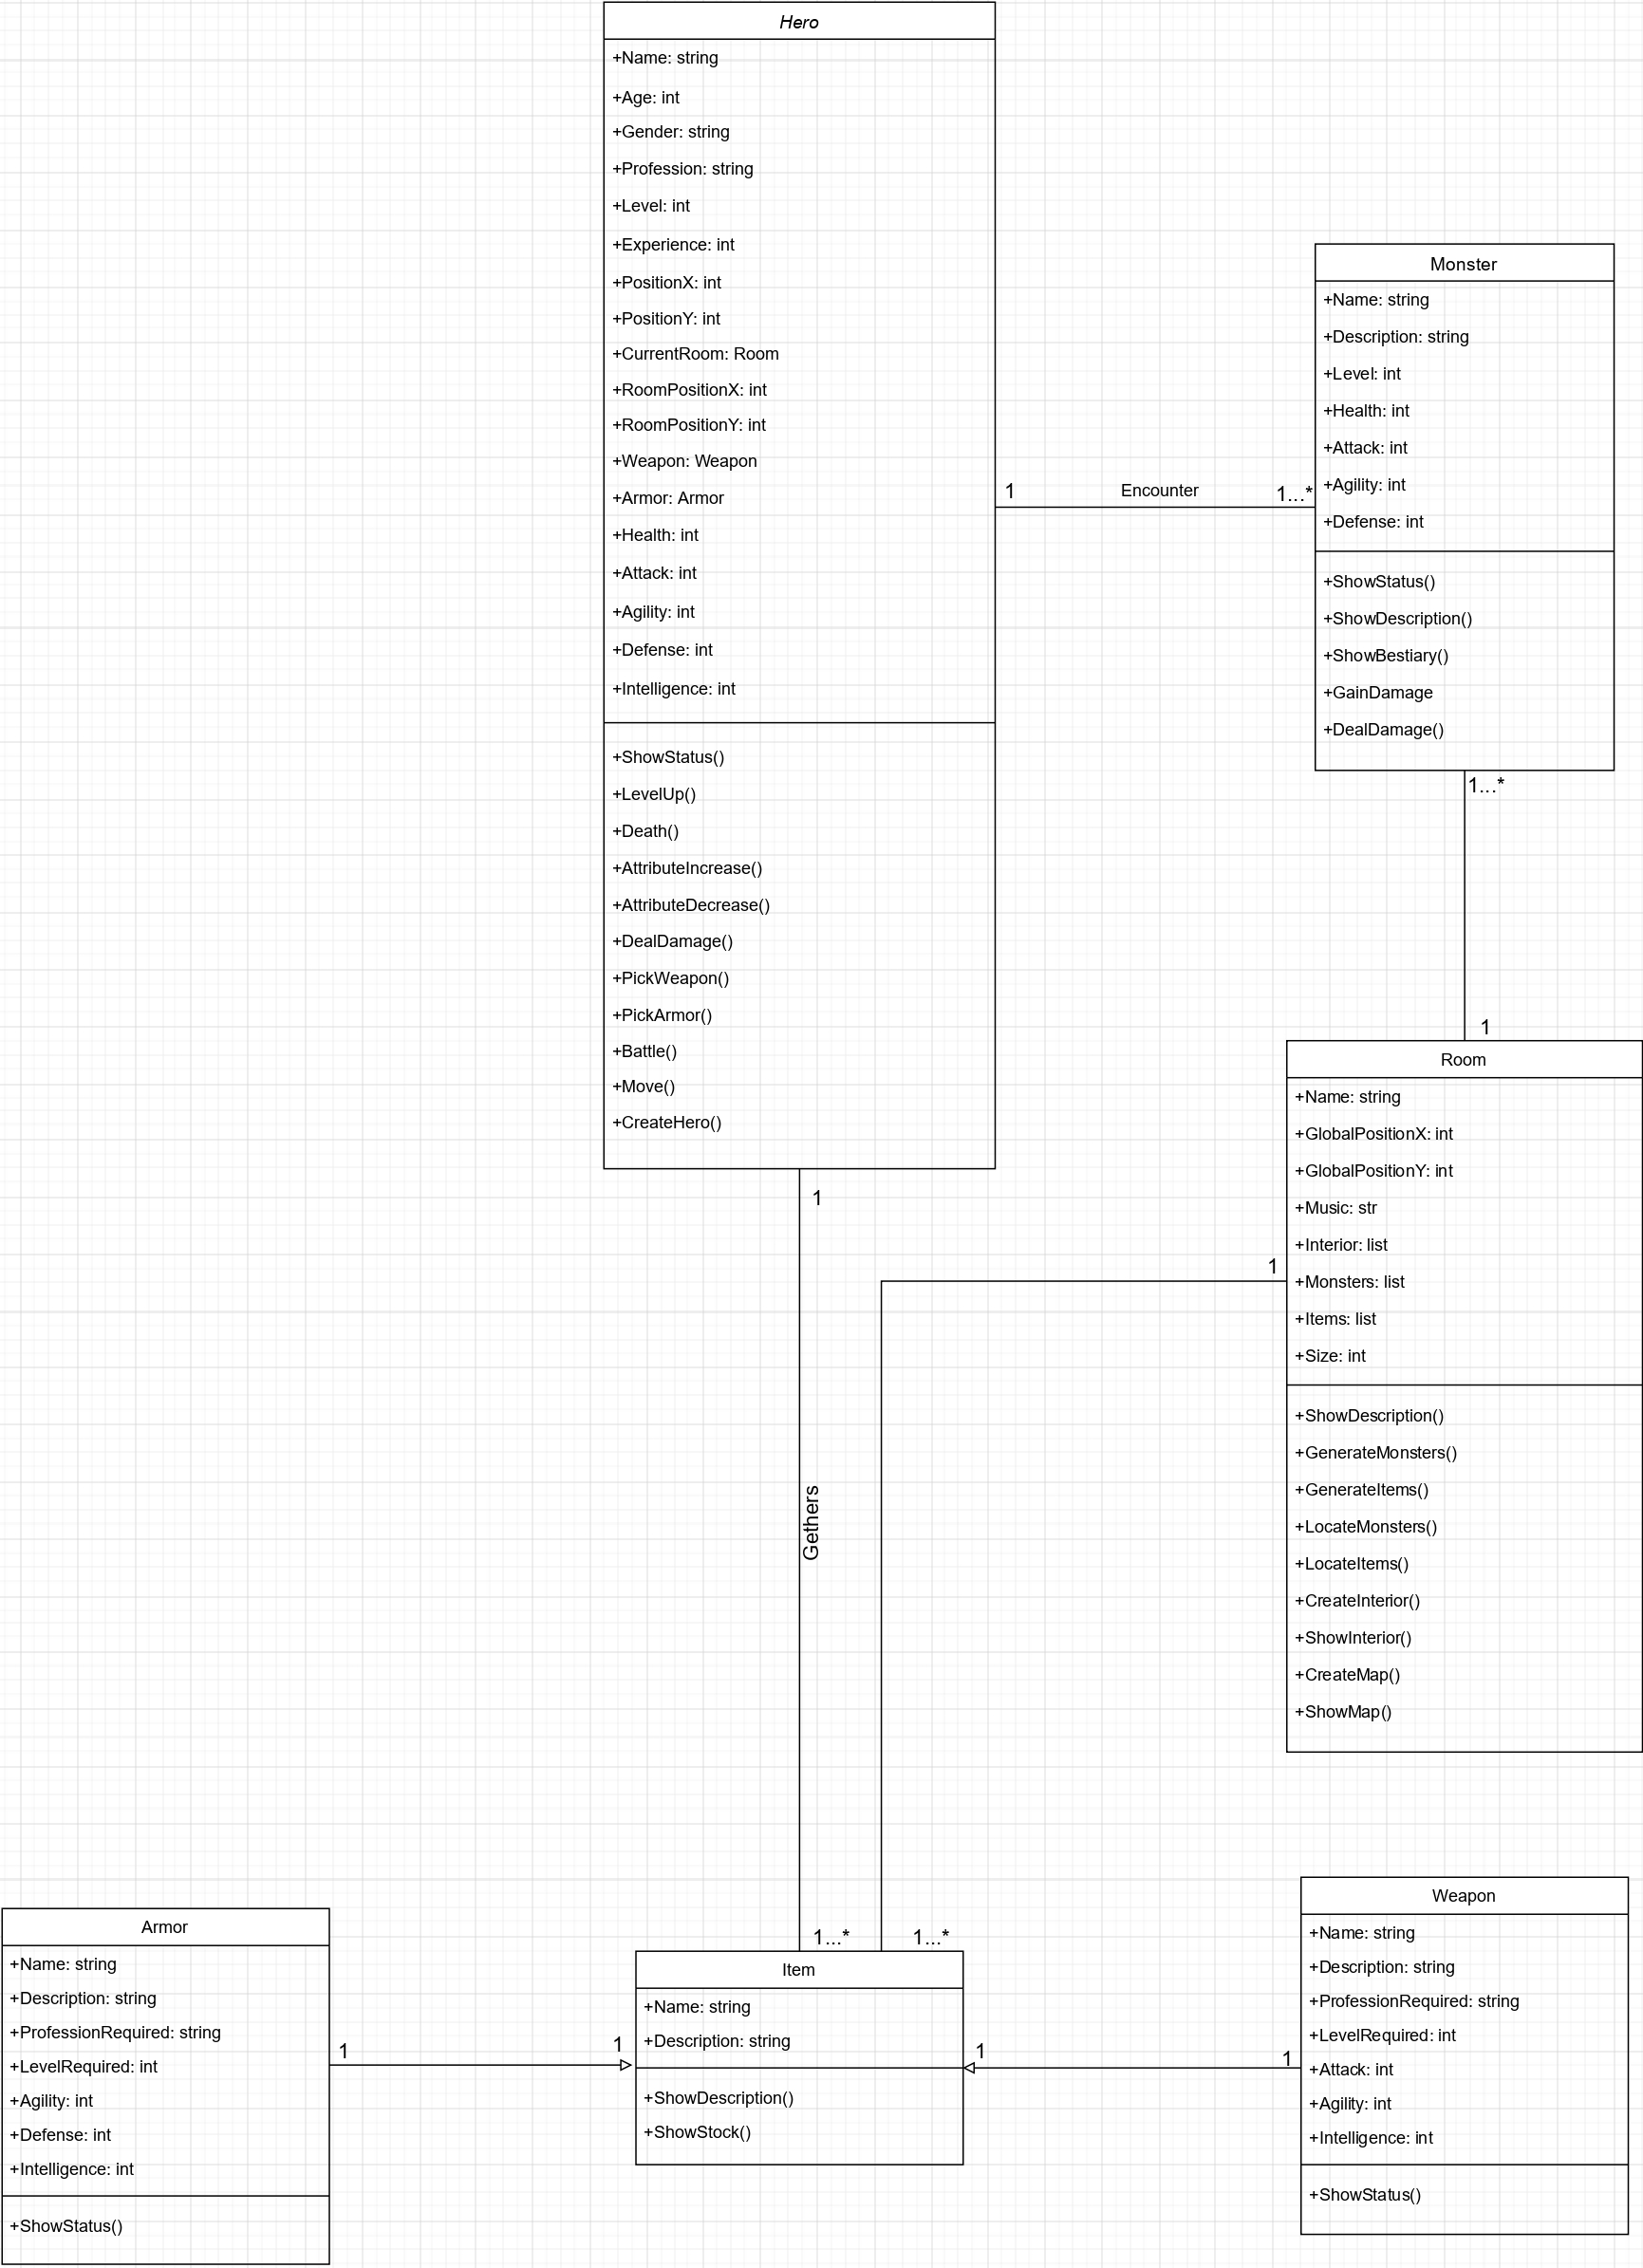 Hero
+Name: string
+Age: int
+Gender: string
+Profession: string
+Level: int
+Experience: int
+PositionX: int
+PositionY: int
+CurrentRoom: Room
+RoomPositionX: int
+RoomPositionY: int
+Weapon: Weapon
+Armor: Armor
+Health: int
+Attack: int
+Agility: int
+Defense: int
+Intelligence: int
+ShowStatus()
+LevelUp()
+Death()
+AttributeIncrease()
+AttributeDecrease()
+DealDamage()
+PickWeapon()
+PickArmor()
+Battle()
+Move()
+CreateHero()
1
Encounter
1...*
Monster
+Name: string
+Description: string
+Level: int
+Health: int
+Attack: int
+Agility: int
+Defense: int
+ShowStatus()
+ShowDescription()
+ShowBestiary()
+GainDamage
+DealDamage()
1...*
1
Room
+Name: string
+GlobalPositionX: int
+GlobalPositionY: int
+Music: str
+Interior: list
+Monsters: list
+Items: list
+Size: int
+ShowDescription()
+GenerateMonsters()
+GenerateItems()
+LocateMonsters()
+LocateItems()
+CreateInterior()
+ShowInterior()
+CreateMap()
+ShowMap()
1
1
Gethers
1...*
1...*
Armor
+Name: string
+Description: string
+ProfessionRequired: string
+LevelRequired: int
+Agility: int
+Defense: int
+Intelligence: int
+ShowStatus()
1
1
Item
+Name: string
+Description: string
+ShowDescription()
+ShowStock()
1
1
Weapon
+Name: string
+Description: string
+ProfessionRequired: string
+LevelRequired: int
+Attack: int
+Agility: int
+Intelligence: int
+ShowStatus()